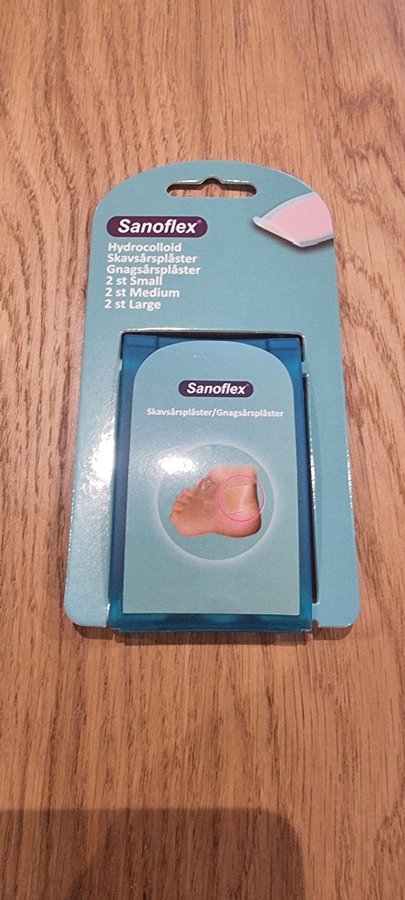 Sanoflex®
Hydrocolloid
Skavsårsplåster
Gnagsårsplåster
2 st Small
2 st Medium
2 st Large
Sanoflex®
Skavsårsplåster/Gnagsårsplåster